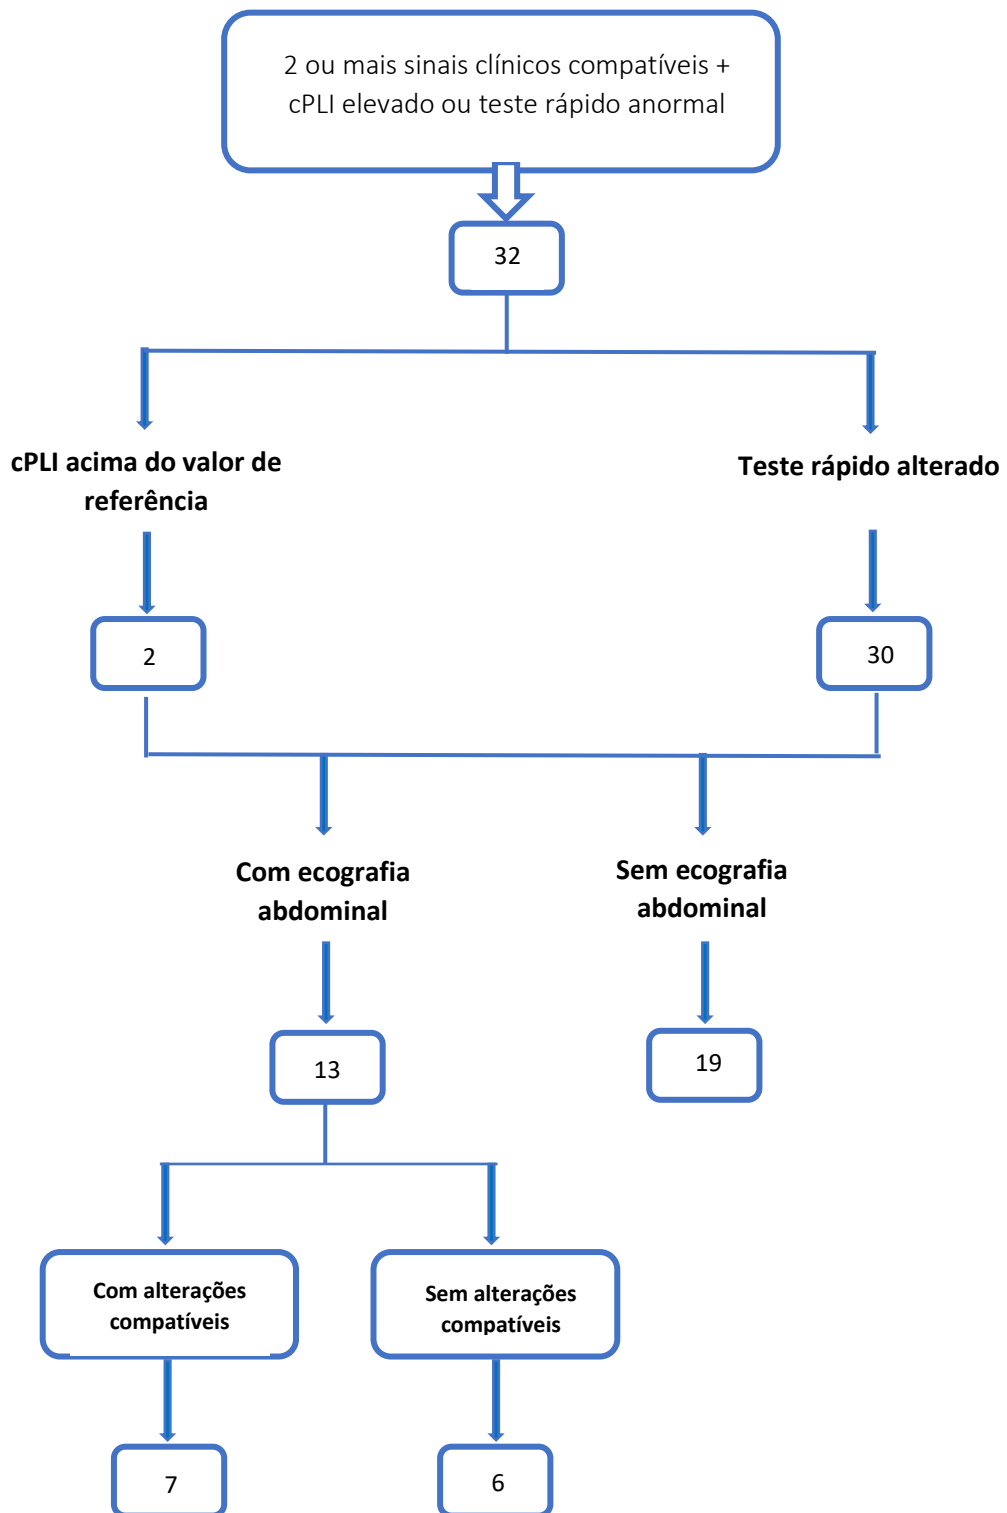 2 ou mais sinais clínicos compatíveis +
cPLI elevado ou teste rápido anormal
32
cPLI acima do valor de
referência
Teste rápido alterado
2
30
Com ecografia
abdominal
Sem ecografia
abdominal
13
19
Com alterações
compatíveis
Sem alterações
compatíveis
7
6